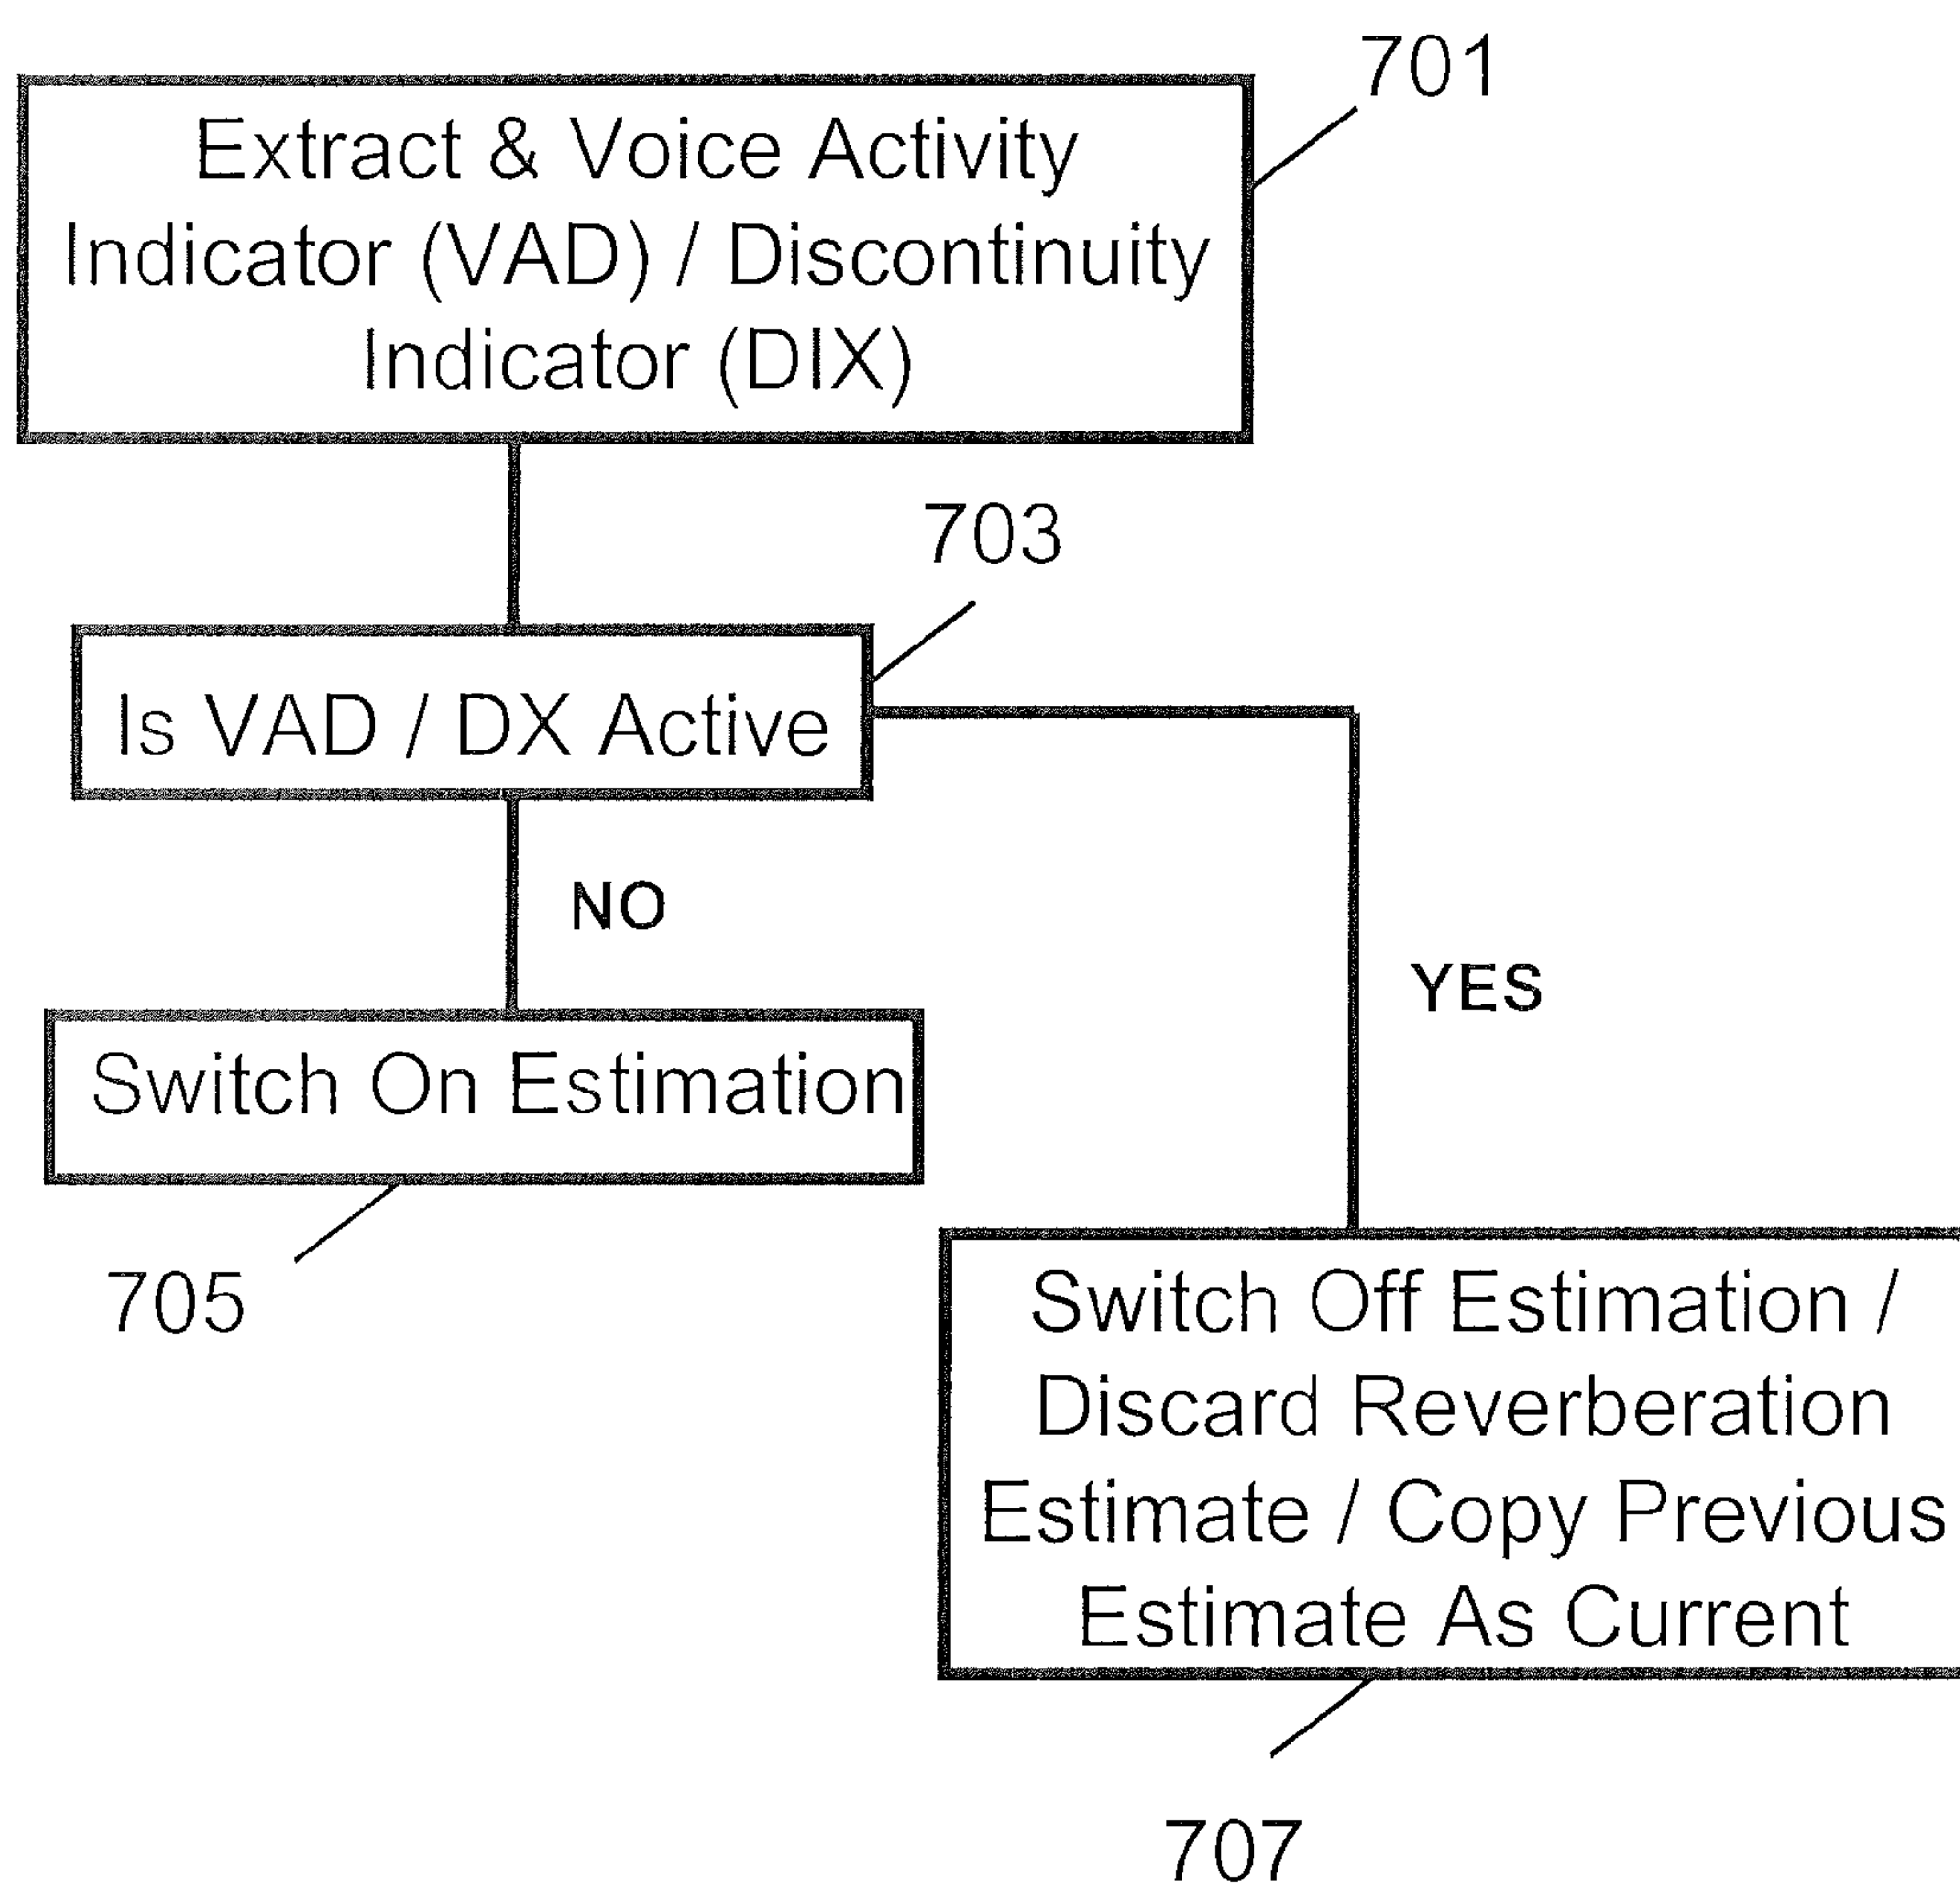 701
Extract & Voice Activity
Indicator (VAD) / Discontinuity
Indicator (DIX)
703
Is VAD / DX Active
NO
YES
Switch On Estimation
705
Switch Off Estimation /
Discard Reverberation
Estimate / Copy Previous
Estimate As Current
707